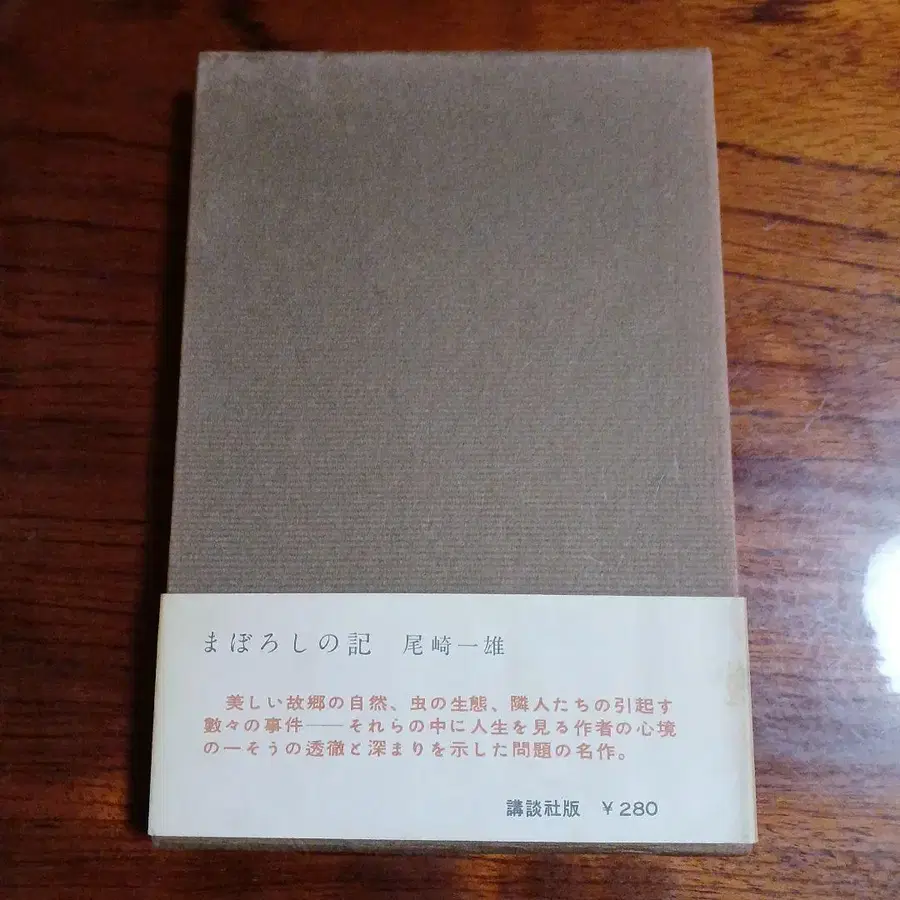 まぼろしの記　尾崎一雄
美しい故郷の自然、虫の生態、隣人たちの引起す
數々の事件――それらの中に人生を見る作者の心境
の一そうの透徹と深まりを示した問題の名作。
講談社版　￥280